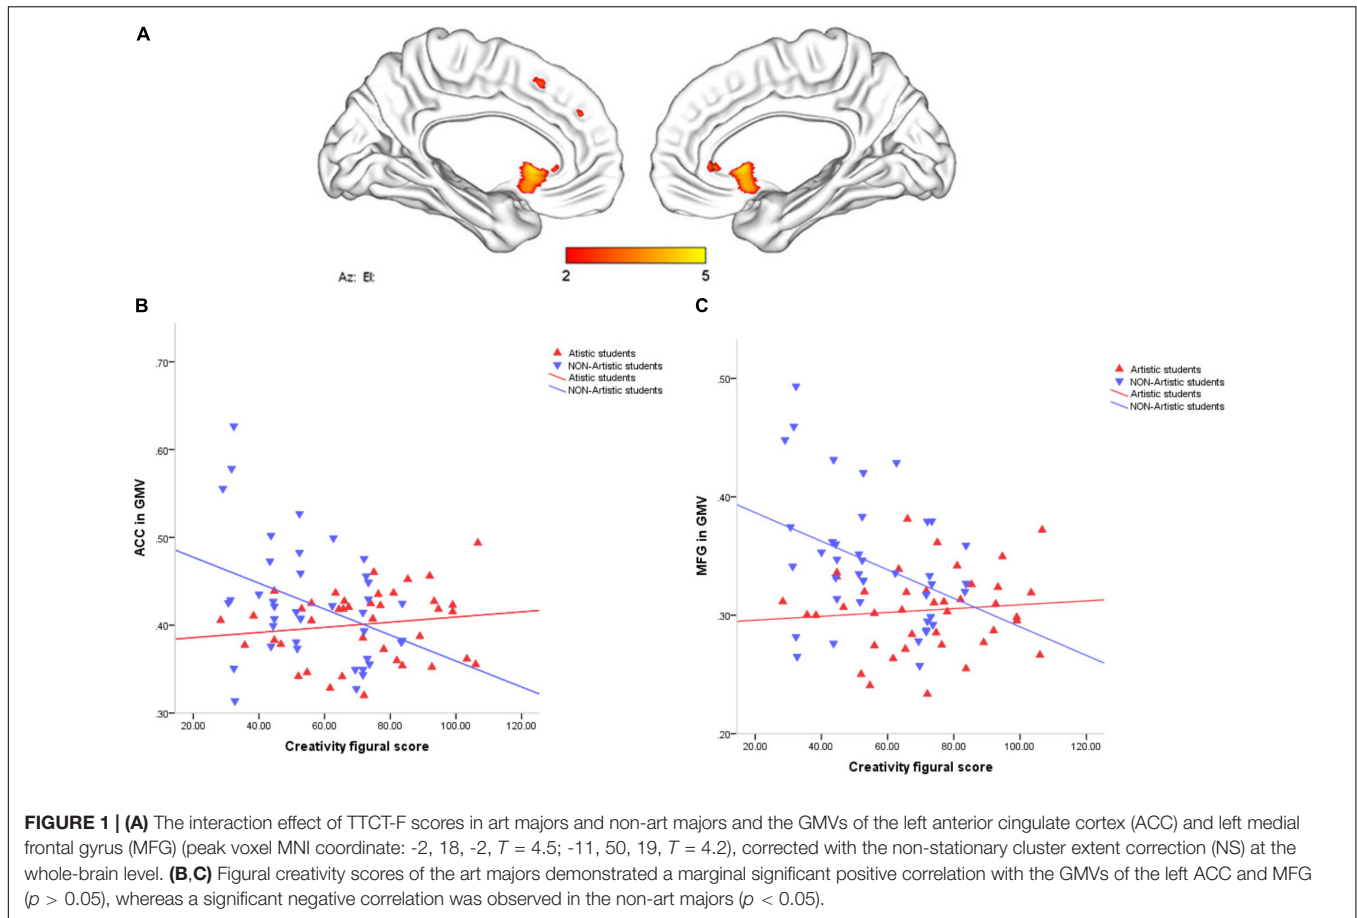 A
Az: El:
2 5
B
C
Atistic students
NON-Artistic students
Atistic students
NON-Artistic students
.70
.60
.50
.40
.30
ACC in GMV
20.00 40.00 60.00 80.00 100.00 120.00
Creativity figural score
Artistic students
NON-Artistic students
Artistic students
NON-Artistic students
.50
.40
.30
.20
MFG in GMV
20.00 40.00 60.00 80.00 100.00 120.00
Creativity figural score
FIGURE 1 | (A) The interaction effect of TTCT-F scores in art majors and non-art majors and the GMVs of the left anterior cingulate cortex (ACC) and left medial
frontal gyrus (MFG) (peak voxel MNI coordinate: -2, 18, -2, T = 4.5; -11, 50, 19, T = 4.2), corrected with the non-stationary cluster extent correction (NS) at the
whole-brain level. (B,C) Figural creativity scores of the art majors demonstrated a marginal significant positive correlation with the GMVs of the left ACC and MFG
(p > 0.05), whereas a significant negative correlation was observed in the non-art majors (p < 0.05).